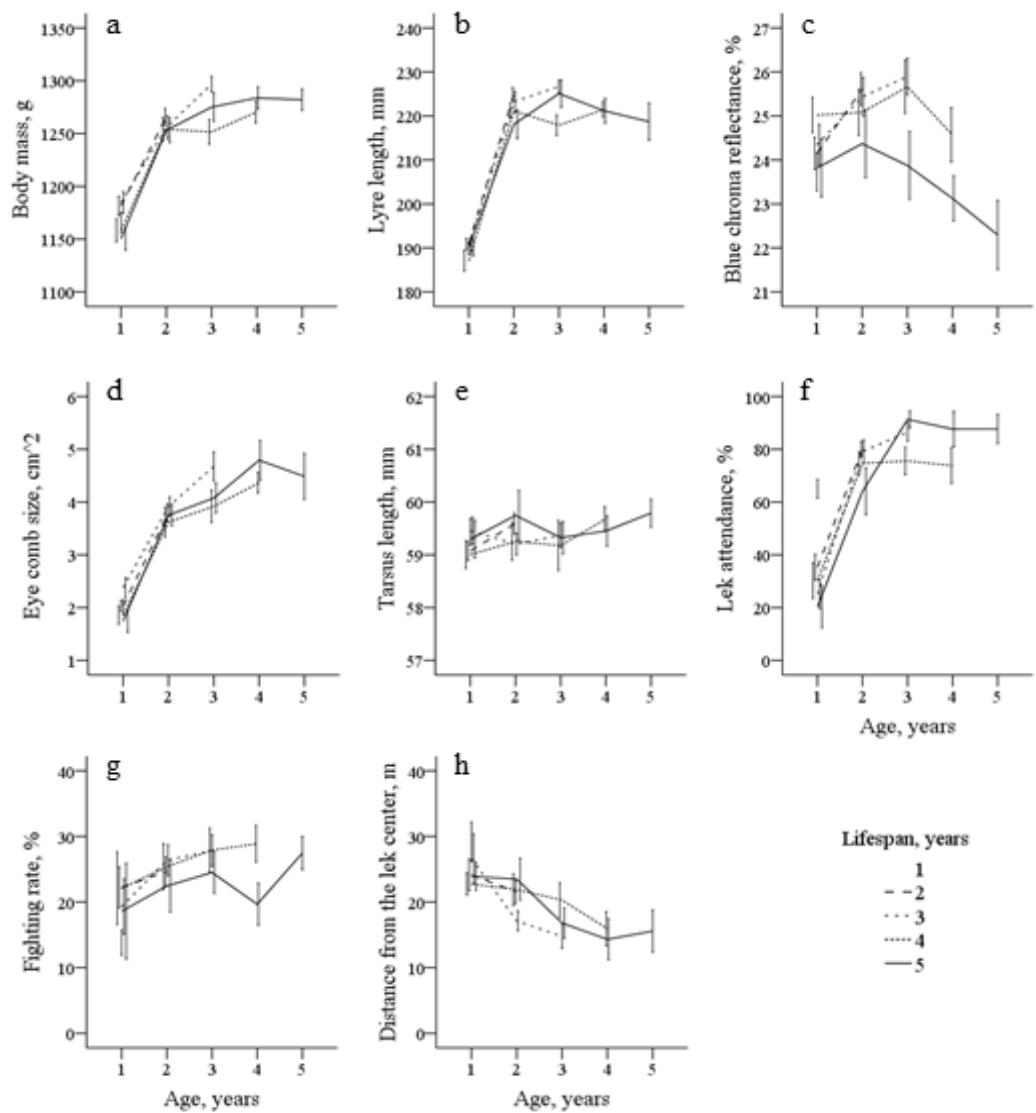 a
Body mass, g
1350
1300
1250
1200
1150
1100
1 2 3 4 5
b
Lyre length, mm
240
230
220
210
200
190
180
1 2 3 4 5
c
Blue chroma reflectance, %
27
26
25
24
23
22
21
1 2 3 4 5
d
Eye comb size, cm^2
6
5
4
3
2
1
1 2 3 4 5
e
Tarsus length, mm
62
61
60
59
58
57
1 2 3 4 5
f
Lek attendance, %
100
80
60
40
20
0
1 2 3 4 5
Age, years
g
Fighting rate, %
40
30
20
10
0
1 2 3 4 5
Age, years
h
Distance from the lek center, m
40
30
20
10
0
1 2 3 4 5
Age, years
Lifespan, years
1
2
3
4
5